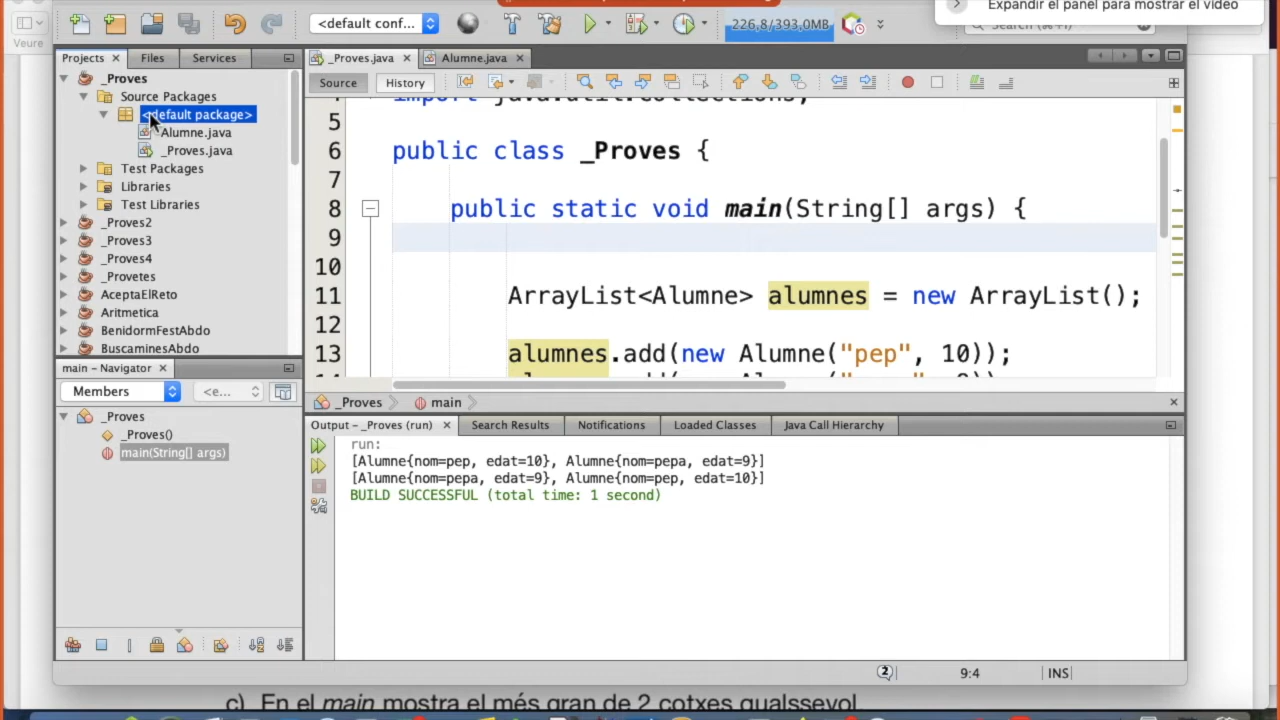 Expandir el panel para mostrar el vídeo
<default conf...
226,8/393,0MB
Search (⌘+I)
Veure
Projects
Files
Services
_Proves.java
Alumne.java
Source
History
_Proves
Source Packages
<default package>
Alumne.java
_Proves.java
Test Packages
Libraries
Test Libraries
_Proves2
_Proves3
_Proves4
_Provetes
AceptaElReto
Aritmetica
BenidormFestAbdo
BuscaminesAbdo
import java.util.Collections;
5
6 public class _Proves {
7
8 public static void main(String[] args) {
9
10
11 ArrayList<Alumne> alumnes = new ArrayList();
12
13 alumnes.add(new Alumne("pep", 10));
main - Navigator
Members
<e...
_Proves
_Proves()
main(String[] args)
_Proves
main
Output - _Proves (run)
Search Results
Notifications
Loaded Classes
Java Call Hierarchy
run:
[Alumne{nom=pep, edat=10}, Alumne{nom=pepa, edat=9}]
[Alumne{nom=pepa, edat=9}, Alumne{nom=pep, edat=10}]
BUILD SUCCESSFUL (total time: 1 second)
2
9:4
INS
c) En el main mostra el més gran de 2 cotxes qualssevol.